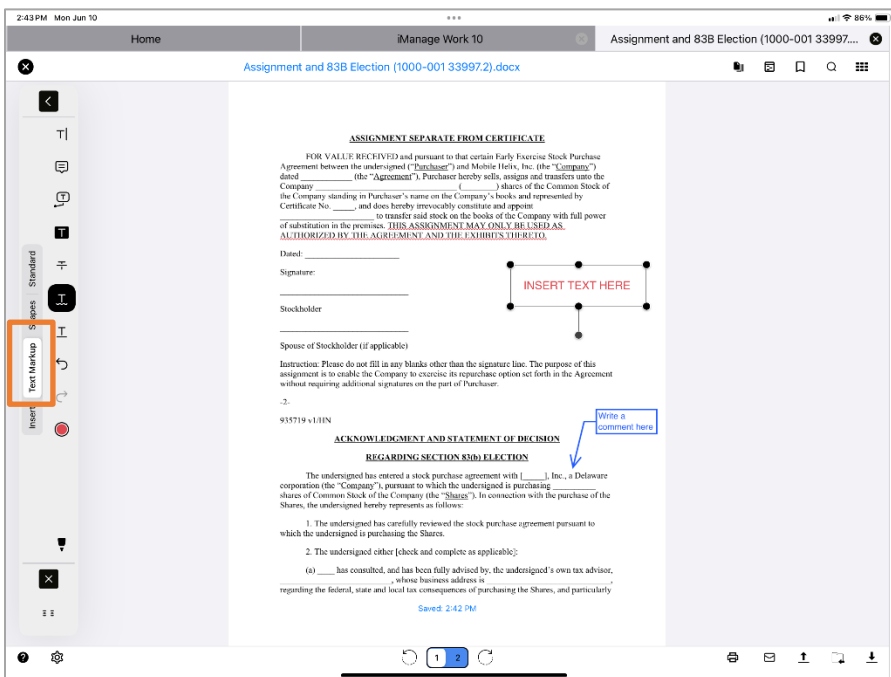 2:43 PM Mon Jun 10
86%
Home
iManage Work 10
Assignment and 83B Election (1000-001 33997....
Assignment and 83B Election (1000-001 33997.2).docx
Standard
Shapes
Text Markup
Insert
ASSIGNMENT SEPARATE FROM CERTIFICATE
FOR VALUE RECEIVED and pursuant to that certain Early Exercise Stock Purchase
Agreement between the undersigned ("Purchaser") and Mobile Helix, Inc. (the "Company")
dated ____________ (the "Agreement"), Purchaser hereby sells, assigns and transfers unto the
Company ____________________ (________) shares of the Common Stock of
the Company standing in Purchaser's name on the Company's books and represented by
Certificate No. _____, and does hereby irrevocably constitute and appoint
____________________ to transfer said stock on the books of the Company with full power
of substitution in the premises. THIS ASSIGNMENT MAY ONLY BE USED AS
AUTHORIZED BY THE AGREEMENT AND THE EXHIBITS THERETO.
Dated: ____________________
Signature:
INSERT TEXT HERE
Stockholder
Spouse of Stockholder (if applicable)
Instruction: Please do not fill in any blanks other than the signature line. The purpose of this
assignment is to enable the Company to exercise its repurchase option set forth in the Agreement
without requiring additional signatures on the part of Purchaser.
-2-
935719 v1/HN
Write a
comment here
ACKNOWLEDGMENT AND STATEMENT OF DECISION
REGARDING SECTION 83(b) ELECTION
The undersigned has entered a stock purchase agreement with [_____], Inc., a Delaware
corporation (the "Company"), pursuant to which the undersigned is purchasing __________
shares of Common Stock of the Company (the "Shares"). In connection with the purchase of the
Shares, the undersigned hereby represents as follows:
1. The undersigned has carefully reviewed the stock purchase agreement pursuant to
which the undersigned is purchasing the Shares.
2. The undersigned either [check and complete as applicable]:
(a) ____ has consulted, and has been fully advised by, the undersigned's own tax advisor,
____________________, whose business address is ____________________,
regarding the federal, state and local tax consequences of purchasing the Shares, and particularly
Saved: 2:42 PM
1 2